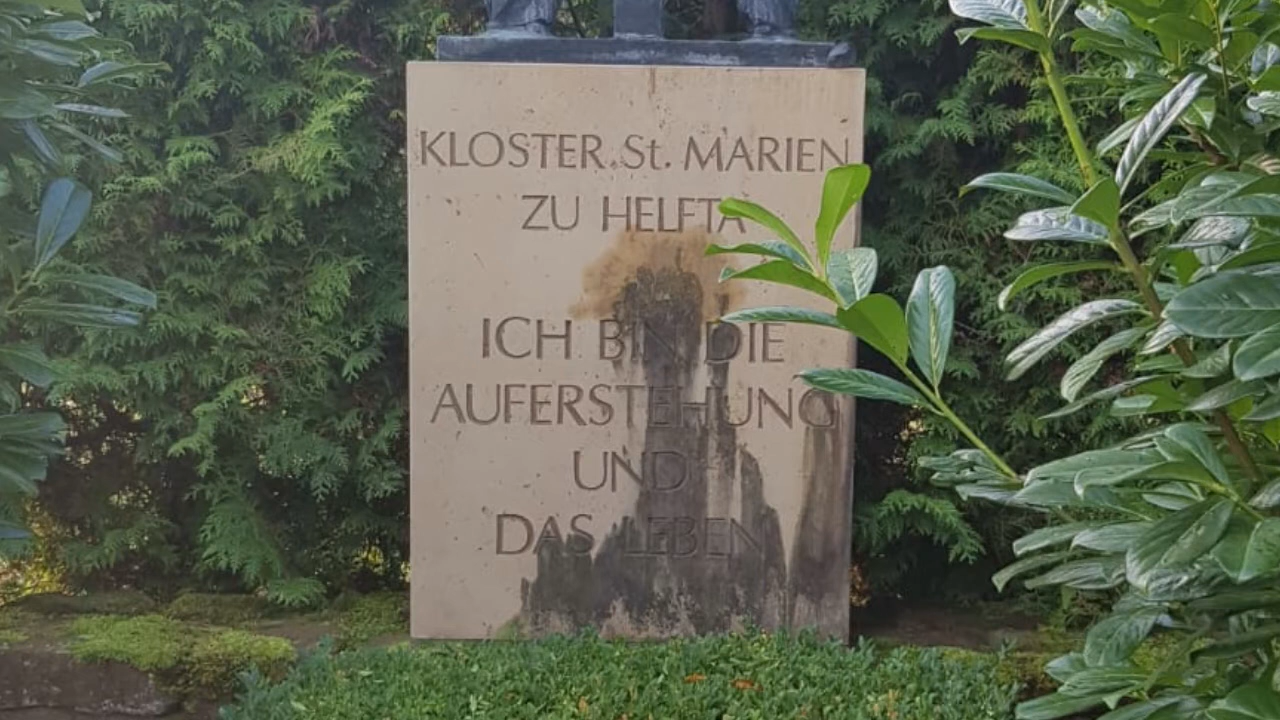 KLOSTER St. MARIEN
ZU HELFTA
ICH BIN DIE
AUFERSTEHUNG
UND
DAS LEBEN